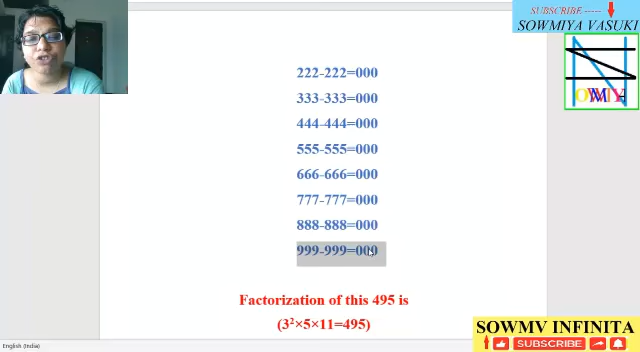 SUBSCRIBE -----
SOWMIYA VASUKI
222-222=000
333-333=000
444-444=000
555-555=000
666-666=000
777-777=000
888-888=000
999-999=000
Factorization of this 495 is
(3²×5×11=495)
English (India)
SOWMV INFINITA
SUBSCRIBE